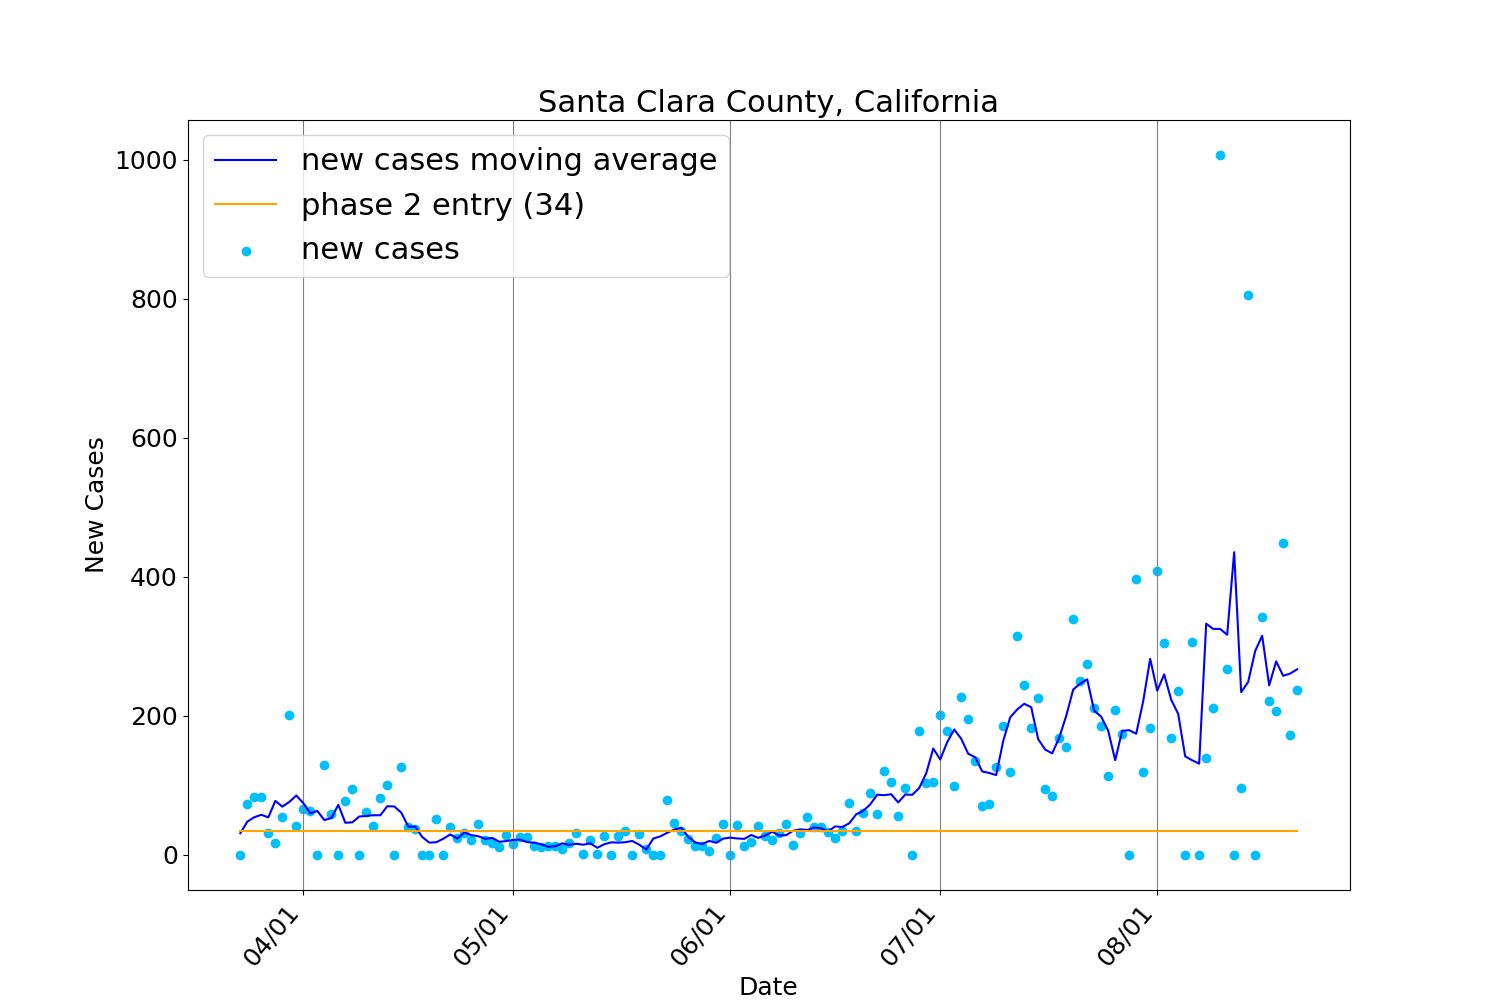 Santa Clara County, California
new cases moving average
phase 2 entry (34)
new cases
1000
800
600
400
200
0
New Cases
04/01
05/01
06/01
07/01
08/01
Date